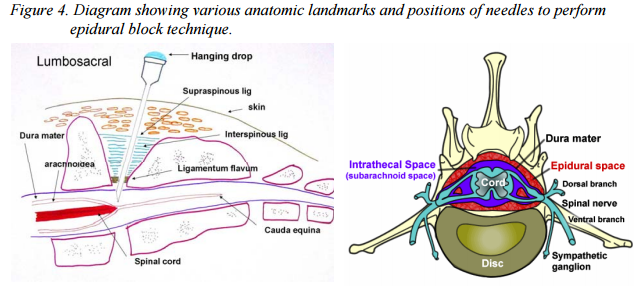 Figure 4. Diagram showing various anatomic landmarks and positions of needles to perform
epidural block technique.
Lumbosacral
Hanging drop
Supraspinous lig
skin
Dura mater
Interspinous lig
arachnoidea
Ligamentum flavum
Cauda equina
Spinal cord
Dura mater
Intrathecal Space
(subarachnoid space)
Epidural space
Cord
Dorsal branch
Spinal nerve
Ventral branch
Disc
Sympathetic
ganglion